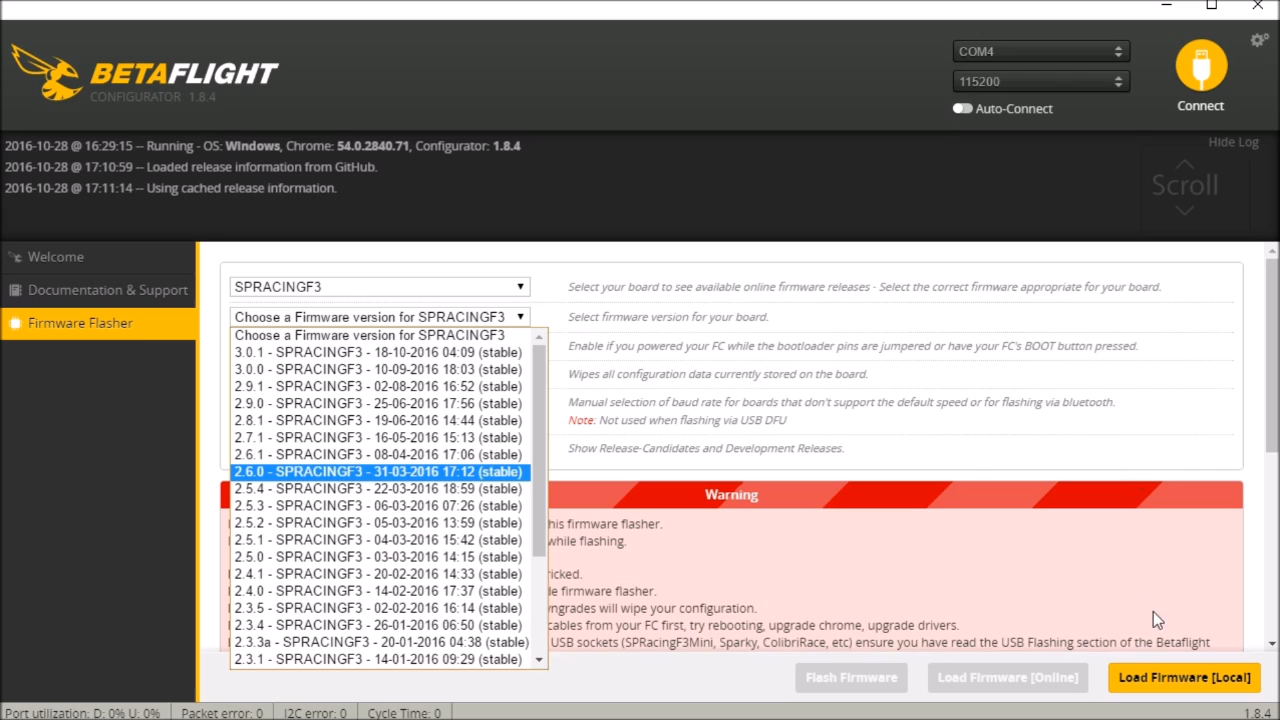 BETAFLIGHT
CONFIGURATOR 1.8.4
COM4
115200
Auto-Connect
Connect
2016-10-28 @ 16:29:15 -- Running - OS: Windows, Chrome: 54.0.2840.71, Configurator: 1.8.4
2016-10-28 @ 17:10:59 -- Loaded release information from GitHub.
2016-10-28 @ 17:11:14 -- Using cached release information.
Hide Log
Scroll
Welcome
Documentation & Support
Firmware Flasher
SPRACINGF3
Select your board to see available online firmware releases - Select the correct firmware appropriate for your board.
Choose a Firmware version for SPRACINGF3
Select firmware version for your board.
Choose a Firmware version for SPRACINGF3
3.0.1 - SPRACINGF3 - 18-10-2016 04:09 (stable)
3.0.0 - SPRACINGF3 - 10-09-2016 18:03 (stable)
2.9.1 - SPRACINGF3 - 02-08-2016 16:52 (stable)
2.9.0 - SPRACINGF3 - 25-06-2016 17:56 (stable)
2.8.1 - SPRACINGF3 - 19-06-2016 14:44 (stable)
2.7.1 - SPRACINGF3 - 16-05-2016 15:13 (stable)
2.6.1 - SPRACINGF3 - 08-04-2016 17:06 (stable)
2.6.0 - SPRACINGF3 - 31-03-2016 17:12 (stable)
2.5.4 - SPRACINGF3 - 22-03-2016 18:59 (stable)
2.5.3 - SPRACINGF3 - 06-03-2016 07:26 (stable)
2.5.2 - SPRACINGF3 - 05-03-2016 13:59 (stable)
2.5.1 - SPRACINGF3 - 04-03-2016 15:42 (stable)
2.5.0 - SPRACINGF3 - 03-03-2016 14:15 (stable)
2.4.1 - SPRACINGF3 - 20-02-2016 14:33 (stable)
2.4.0 - SPRACINGF3 - 14-02-2016 17:37 (stable)
2.3.5 - SPRACINGF3 - 02-02-2016 16:14 (stable)
2.3.4 - SPRACINGF3 - 26-01-2016 06:50 (stable)
2.3.3a - SPRACINGF3 - 20-01-2016 04:38 (stable)
2.3.1 - SPRACINGF3 - 14-01-2016 09:29 (stable)
Enable if you powered your FC while the bootloader pins are jumpered or have your FC's BOOT button pressed.
Wipes all configuration data currently stored on the board.
Manual selection of baud rate for boards that don't support the default speed or for flashing via bluetooth.
Note: Not used when flashing via USB DFU
Show Release-Candidates and Development Releases.
Warning
his firmware flasher.
while flashing.
ricked.
le firmware flasher.
wngrades will wipe your configuration.
cables from your FC first, try rebooting, upgrade chrome, upgrade drivers.
USB sockets (SPRacingF3Mini, Sparky, ColibriRace, etc) ensure you have read the USB Flashing section of the Betaflight
Flash Firmware
Load Firmware [Online]
Load Firmware [Local]
Port utilization: D: 0% U: 0%
Packet error: 0
I2C error: 0
Cycle Time: 0
1.8.4